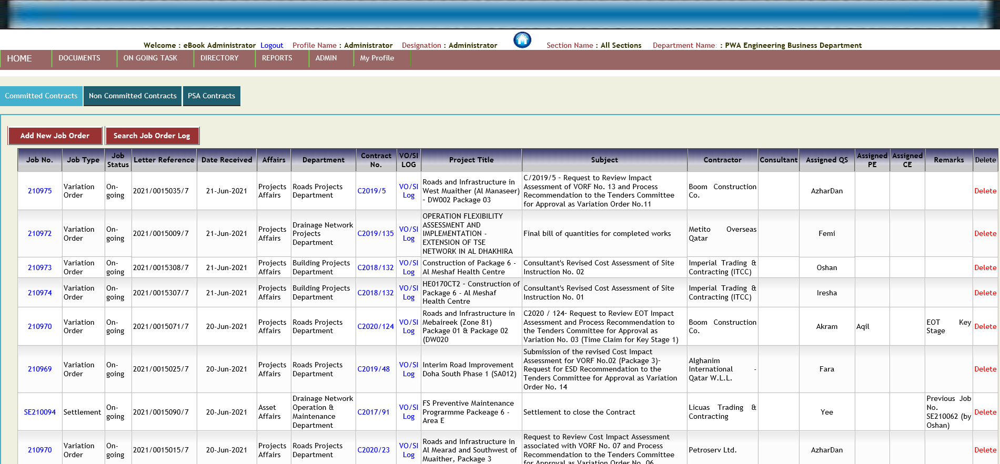 Welcome : eBook Administrator Logout Profile Name : Administrator Designation : Administrator Section Name : All Sections Department Name: : PWA Engineering Business Department
HOME DOCUMENTS ON GOING TASK DIRECTORY REPORTS ADMIN My Profile
Committed Contracts Non Committed Contracts PSA Contracts
Add New Job Order Search Job Order Log
Job No. Job Type Job Status Letter Reference Date Received Affairs Department Contract No. VO/SI LOG Project Title Subject Contractor Consultant Assigned QS Assigned PE Assigned CE Remarks Delete
210975 Variation Order On-going 2021/0015035/7 21-Jun-2021 Projects Affairs Roads Projects Department C2019/5 VO/SI Log Roads and Infrastructure in West Muaither (Al Manaseer) – DW002 Package 03 C/2019/5 – Request to Review Impact Assessment of VORF No. 13 and Process Recommendation to the Tenders Committee for Approval as Variation Order No.11 Boom Construction Co. AzharDan Delete
210972 Variation Order On-going 2021/0015009/7 21-Jun-2021 Projects Affairs Drainage Network Projects Department C2019/135 VO/SI Log OPERATION FLEXIBILITY ASSESSMENT AND IMPLEMENTATION - EXTENSION OF TSE NETWORK IN AL DHAKHIRA Final bill of quantities for completed works Metito Overseas Qatar Femi Delete
210973 Variation Order On-going 2021/0015308/7 21-Jun-2021 Projects Affairs Building Projects Department C2018/132 VO/SI Log Construction of Package 6 - Al Meshaf Health Centre Consultant's Revised Cost Assessment of Site Instruction No. 02 Imperial Trading & Contracting (ITCC) Oshan Delete
210974 Variation Order On-going 2021/0015307/7 21-Jun-2021 Projects Affairs Building Projects Department C2018/132 VO/SI Log HE0170CT2 – Construction of Package 6 - Al Meshaf Health Centre Consultant's Revised Cost Assessment of Site Instruction No. 01 Imperial Trading & Contracting (ITCC) Iresha Delete
210970 Variation Order On-going 2021/0015071/7 20-Jun-2021 Projects Affairs Roads Projects Department C2020/124 VO/SI Log Roads and Infrastructure in Mebaireek (Zone 81) Package 01 & Package 02 (DW020 C2020 / 124– Request to Review EOT Impact Assessment and Process Recommendation to the Tenders Committee for Approval as Variation No. 03 (Time Claim for Key Stage 1) Boom Construction Co. Akram Aqil EOT Key Stage Delete
210969 Variation Order On-going 2021/0015025/7 20-Jun-2021 Projects Affairs Roads Projects Department C2019/48 VO/SI Log Interim Road Improvement Doha South Phase 1 (SA012) Submission of the revised Cost Impact Assessment for VORF No.02 (Package 3)– Request for ESD Recommendation to the Tenders Committee for Approval as Variation Order No. 14 Alghanim International - Qatar W.L.L. Fara Delete
SE210094 Settlement On-going 2021/0015090/7 20-Jun-2021 Asset Affairs Drainage Network Operation & Maintenance Department C2017/91 VO/SI Log FS Preventive Maintenance Prograrmme Packeage 6 - Area E Settlement to close the Contract Licuas Trading & Contracting Yee Previous Job No. SE210062 (by Oshan) Delete
210970 Variation Order On-going 2021/0015015/7 20-Jun-2021 Projects Affairs Roads Projects Department C2020/23 VO/SI Log Roads and Infrastructure in Al Mearad and Southwest of Muaither, Package 3 Request to Review Cost Impact Assessment associated with VORF No. 07 and Process Recommendation to the Tenders Committee for Approval as Variation Order No. 06 Petroserv Ltd. AzharDan Delete